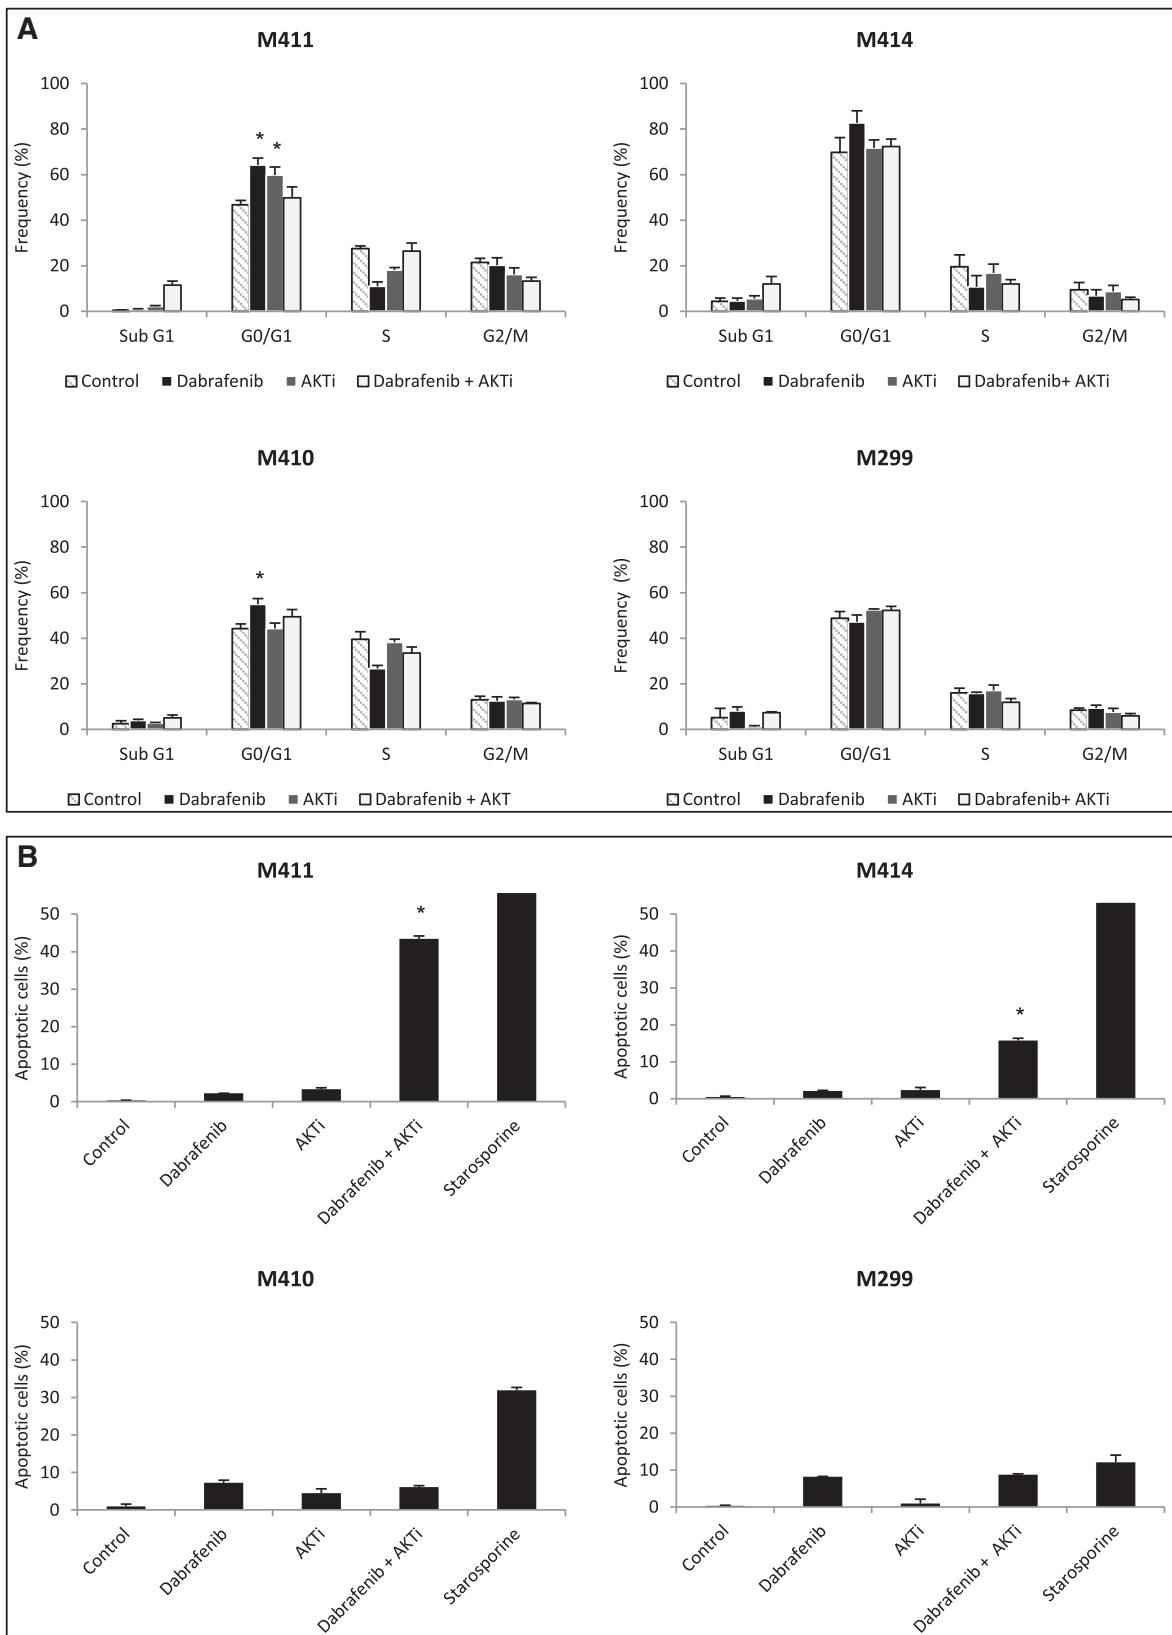 A
M411
Frequency (%)
100
80
60
40
20
0
* *
Sub G1 G0/G1 S G2/M
Control Dabrafenib AKTi Dabrafenib + AKTi
M414
Frequency (%)
100
80
60
40
20
0
Sub G1 G0/G1 S G2/M
Control Dabrafenib AKTi Dabrafenib+ AKTi
M410
Frequency (%)
100
80
60
40
20
0
*
Sub G1 G0/G1 S G2/M
Control Dabrafenib AKTi Dabrafenib + AKT
M299
Frequency (%)
100
80
60
40
20
0
Sub G1 G0/G1 S G2/M
Control Dabrafenib AKTi Dabrafenib+ AKTi
B
M411
Apoptotic cells (%)
50
40
30
20
10
0
*
Control
Dabrafenib
AKTi
Dabrafenib + AKTi
Starosporine
M414
Apoptotic cells (%)
50
40
30
20
10
0
*
Control
Dabrafenib
AKTi
Dabrafenib + AKTi
Starosporine
M410
Apoptotic cells (%)
50
40
30
20
10
0
Control
Dabrafenib
AKTi
Dabrafenib + AKTi
Starosporine
M299
Apoptotic cells (%)
50
40
30
20
10
0
Control
Dabrafenib
AKTi
Dabrafenib + AKTi
Starosporine